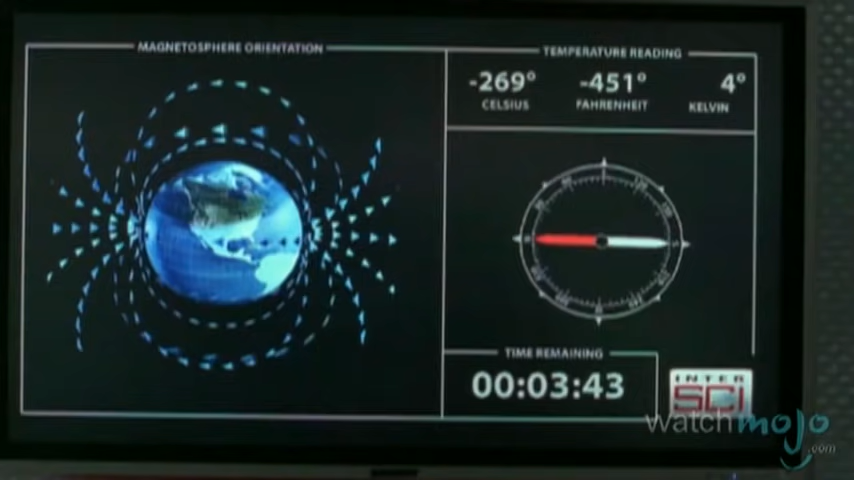 MAGNETOSPHERE ORIENTATION
TEMPERATURE READING
-269° -451° 4°
CELSIUS FAHRENHEIT KELVIN
TIME REMAINING
00:03:43
INTER
SCi
watchmojo
.com